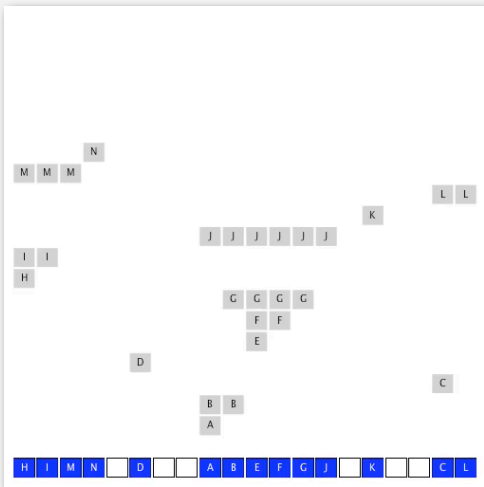 N
M M M
L L
K
J J J J J J
I I
H
G G G G
F F
E
D
C
B B
A
H I M N D A B E F G J K C L